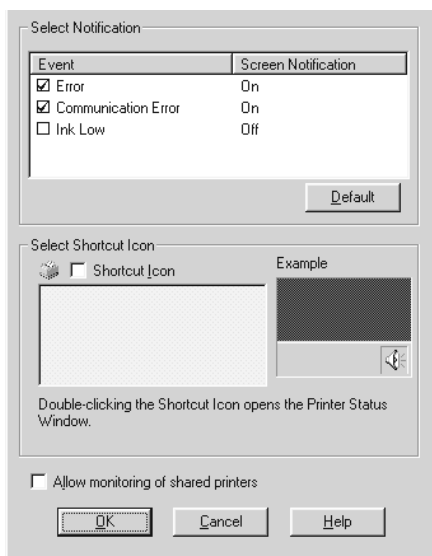 Select Notification
Event Screen Notification
Error On
Communication Error On
Ink Low Off
Default
Select Shortcut Icon
Shortcut Icon
Example
Double-clicking the Shortcut Icon opens the Printer Status
Window.
Allow monitoring of shared printers
OK Cancel Help